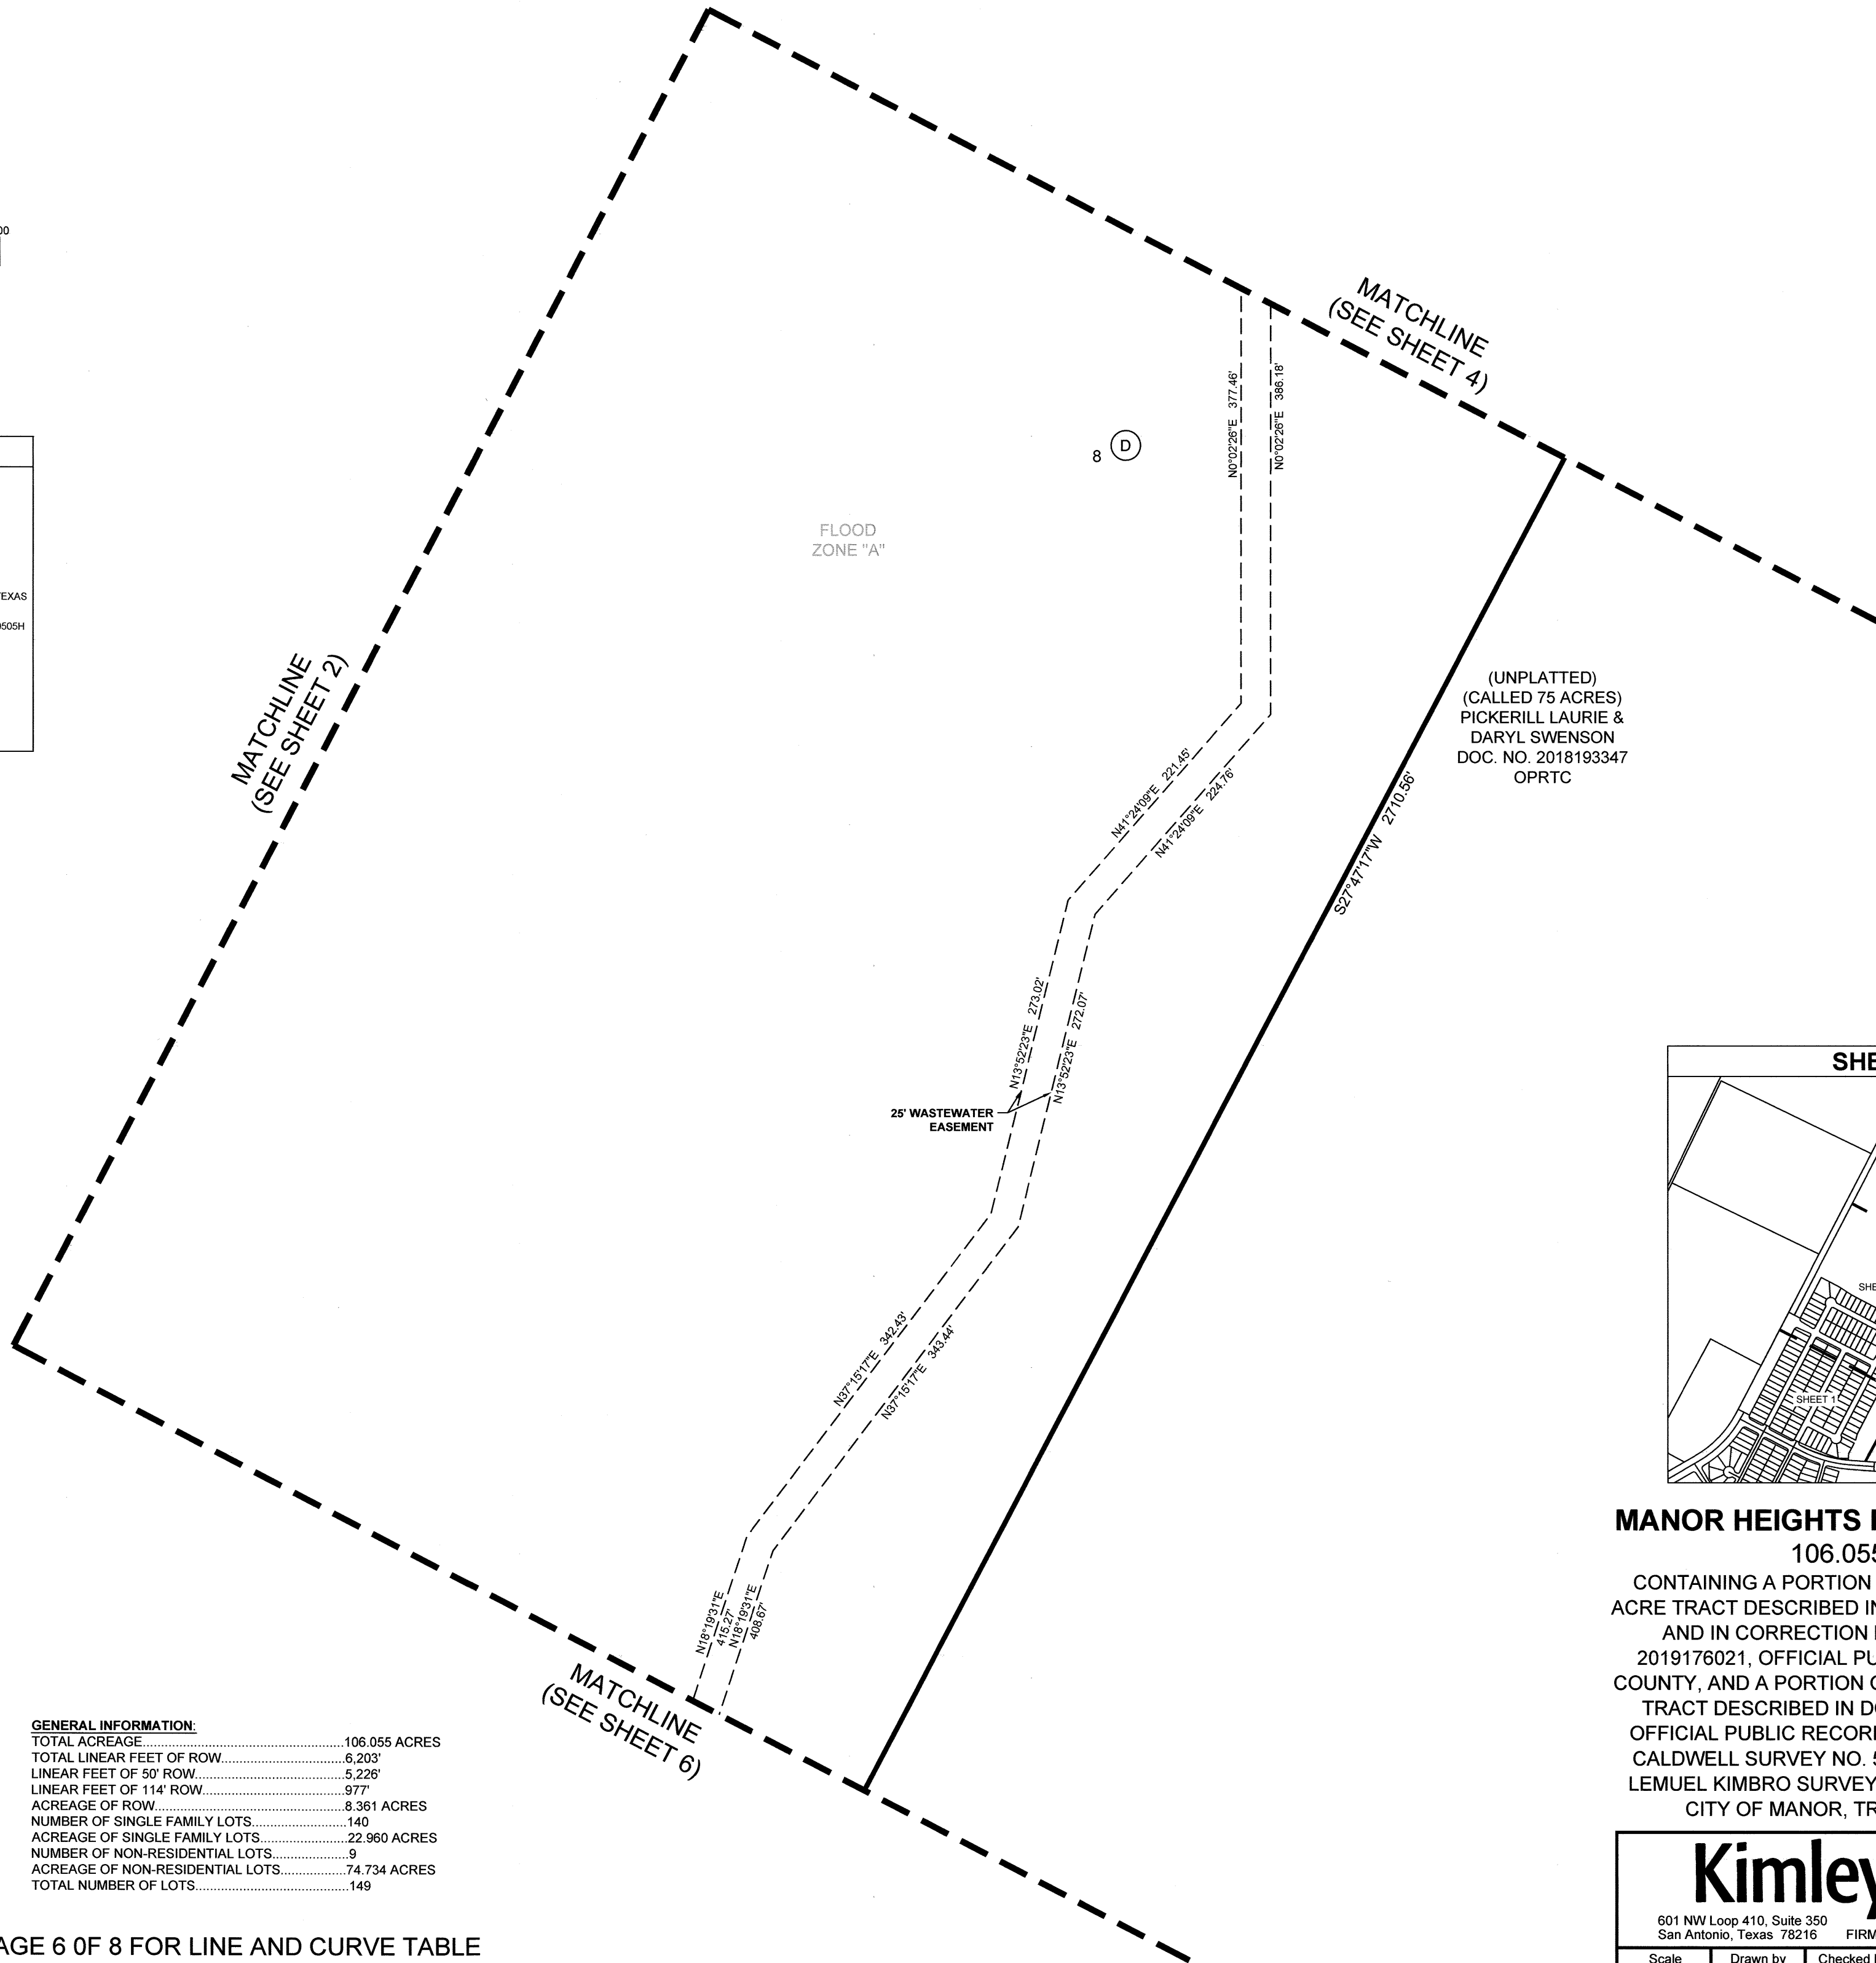 00
TEXAS
0505H
MATCHLINE
(SEE SHEET 4)
N0°02'26"E 377.46'
N0°02'26"E 386.18'
8 D
FLOOD
ZONE "A"
MATCHLINE
(SEE SHEET 2)
(UNPLATTED)
(CALLED 75 ACRES)
PICKERILL LAURIE &
DARYL SWENSON
DOC. NO. 2018193347
OPRTC
N41°24'09"E 221.45'
N41°24'09"E 224.76'
S27°47'17"W 2710.56'
N13°52'23"E 273.02'
N13°52'23"E 272.07'
25' WASTEWATER
EASEMENT
N37°15'17"E 342.43'
N37°15'17"E 343.44'
N18°19'31"E
415.27'
N18°19'31"E
408.67'
MATCHLINE
(SEE SHEET 6)
SHE
SHE
SHEET 1
MANOR HEIGHTS
106.055
CONTAINING A PORTION
ACRE TRACT DESCRIBED IN
AND IN CORRECTION
2019176021, OFFICIAL PU
COUNTY, AND A PORTION
TRACT DESCRIBED IN
OFFICIAL PUBLIC RECOR
CALDWELL SURVEY NO.
LEMUEL KIMBRO SURVEY
CITY OF MANOR, TR
Kimley
601 NW Loop 410, Suite 350
San Antonio, Texas 78216 FIRM
Scale Drawn by Checked
GENERAL INFORMATION:
TOTAL ACREAGE......................................................106.055 ACRES
TOTAL LINEAR FEET OF ROW.................................6,203'
LINEAR FEET OF 50' ROW........................................5,226'
LINEAR FEET OF 114' ROW......................................977'
ACREAGE OF ROW...................................................8.361 ACRES
NUMBER OF SINGLE FAMILY LOTS.........................140
ACREAGE OF SINGLE FAMILY LOTS.......................22.960 ACRES
NUMBER OF NON-RESIDENTIAL LOTS.....................9
ACREAGE OF NON-RESIDENTIAL LOTS..................74.734 ACRES
TOTAL NUMBER OF LOTS.........................................149
AGE 6 0F 8 FOR LINE AND CURVE TABLE